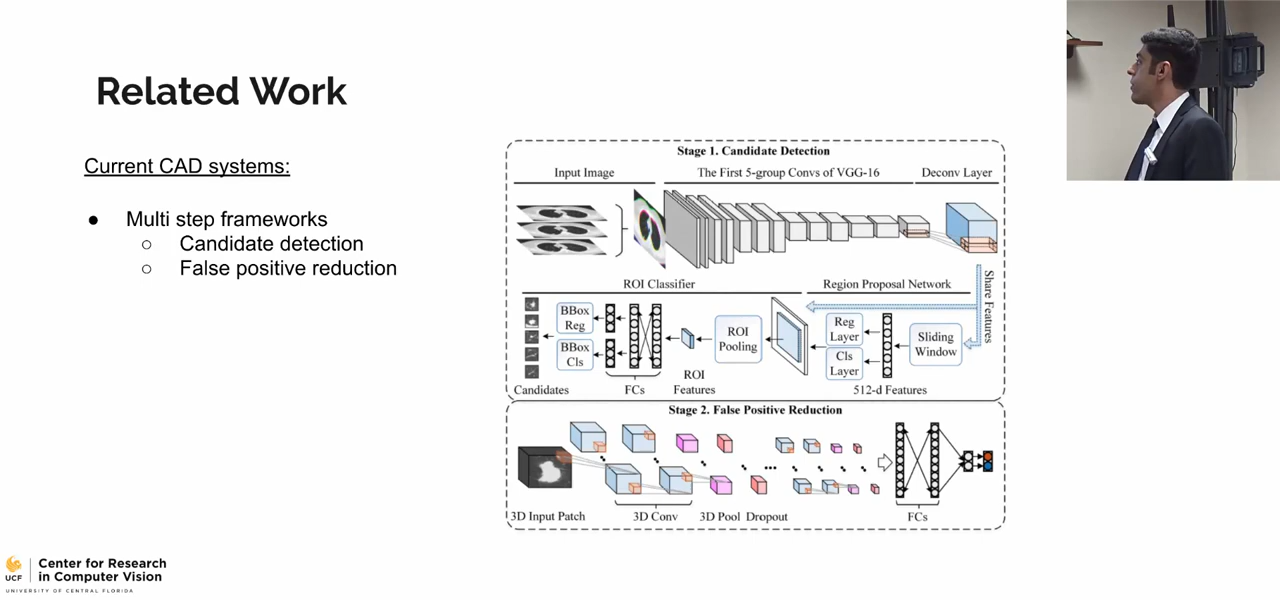 Related Work
Current CAD systems:
● Multi step frameworks
○ Candidate detection
○ False positive reduction
Stage 1. Candidate Detection
Input Image
The First 5-group Convs of VGG-16
Deconv Layer
Share Features
ROI Classifier
Region Proposal Network
BBox
Reg
BBox
Cls
ROI
Pooling
Reg
Layer
Cls
Layer
Sliding
Window
Candidates
FCs
ROI
Features
512-d Features
Stage 2. False Positive Reduction
3D Input Patch
3D Conv
3D Pool
Dropout
FCs
UCF
Center for Research
in Computer Vision
UNIVERSITY OF CENTRAL FLORIDA